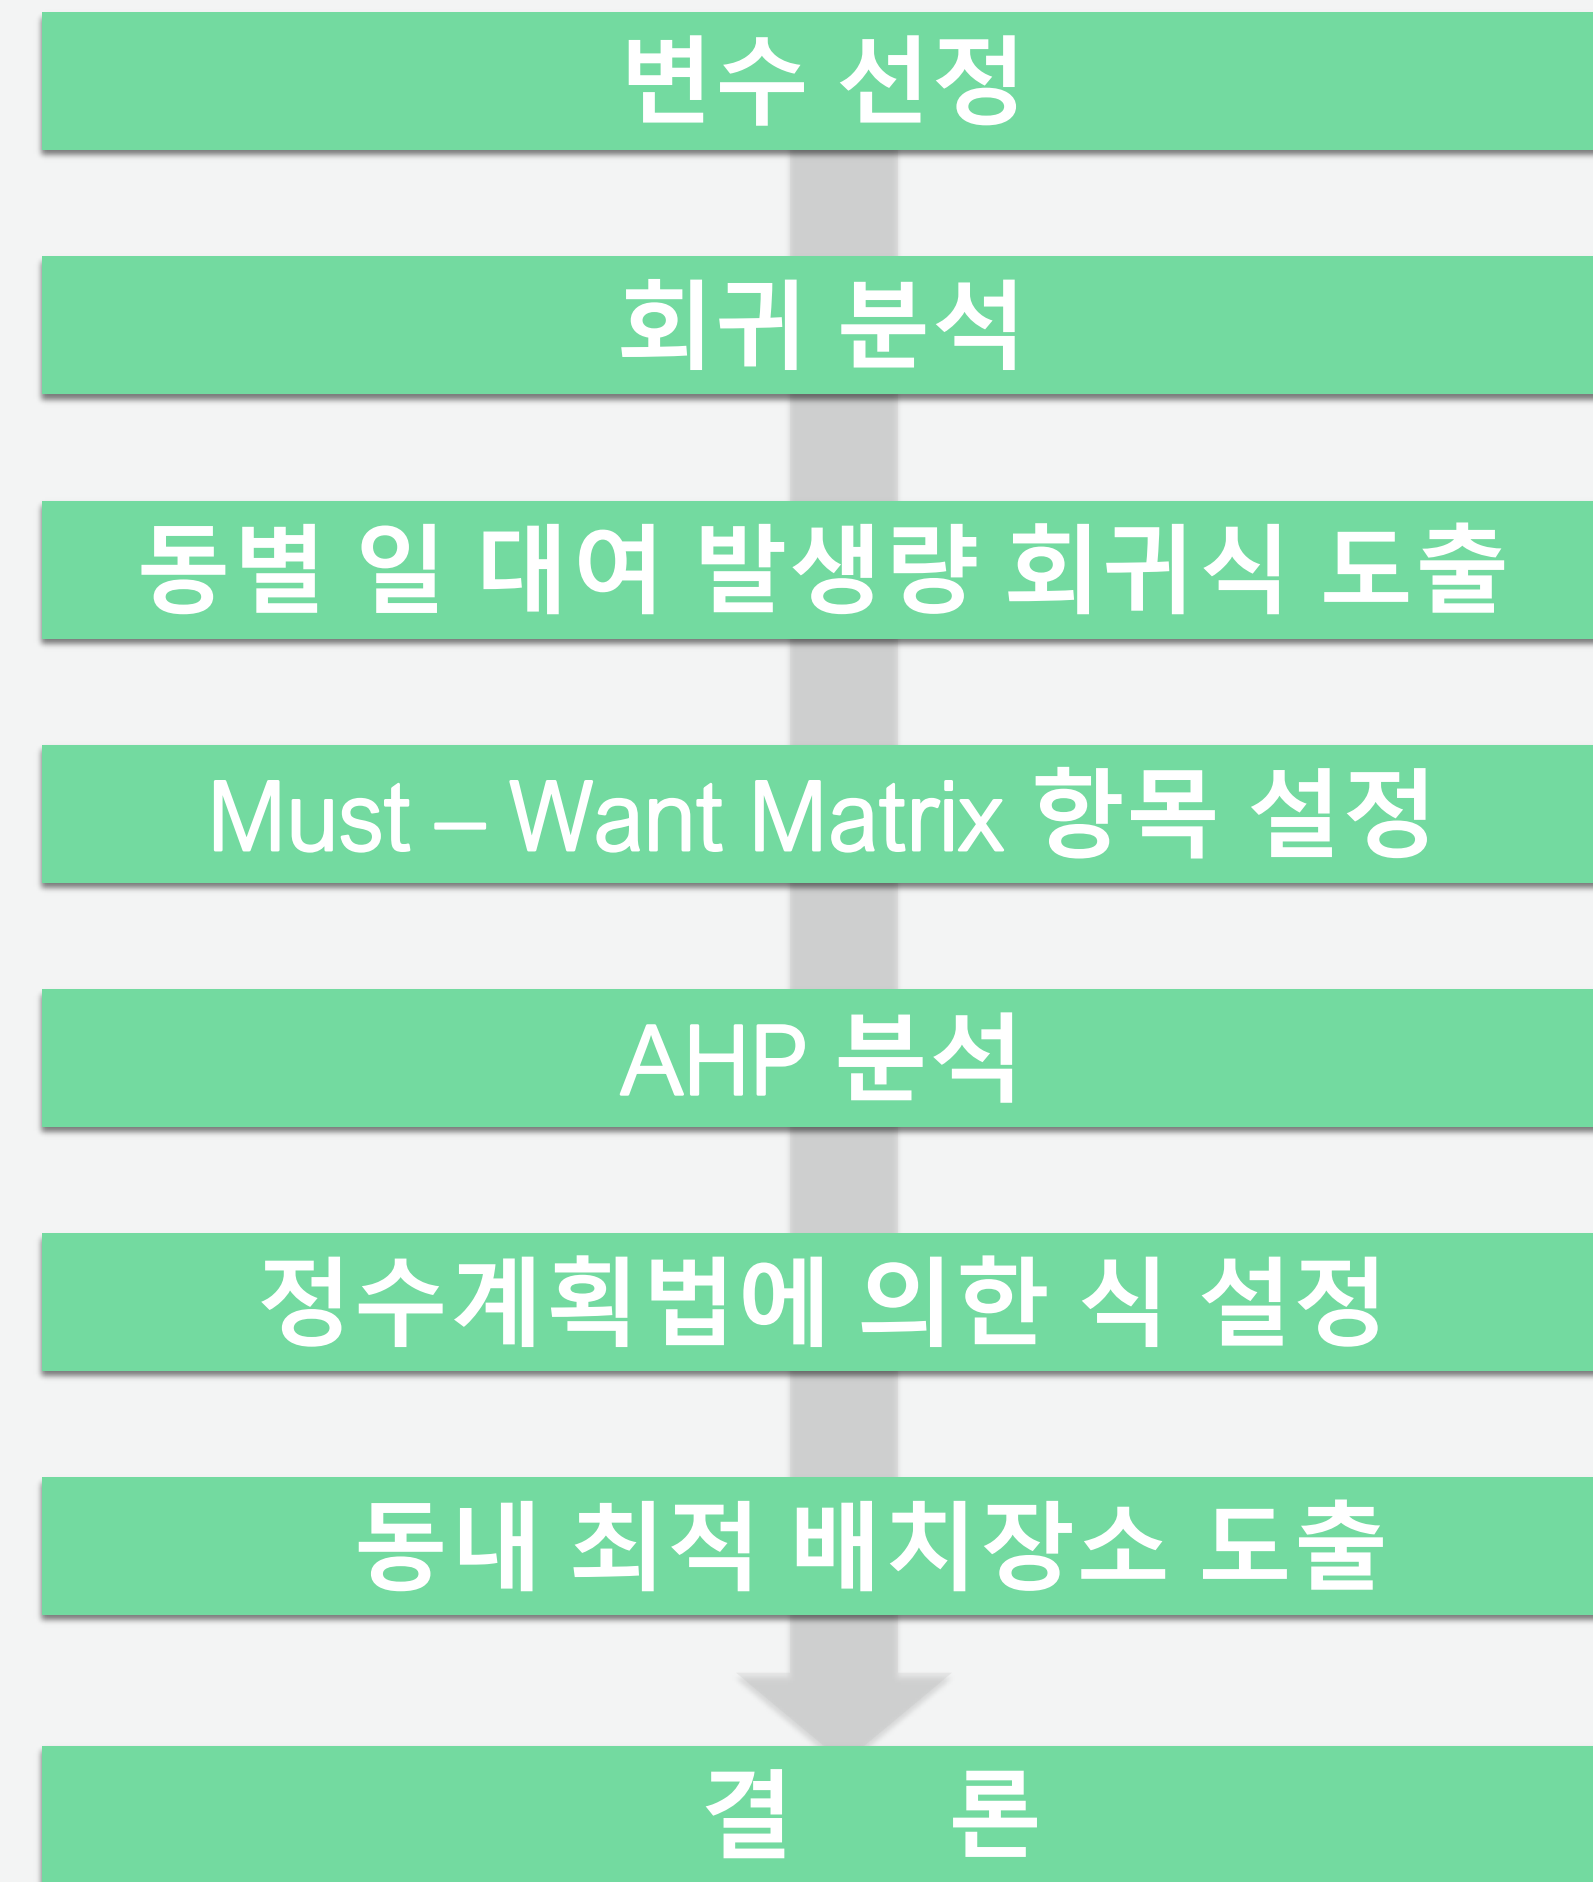 변수 선정
회귀 분석
동별 일 대여 발생량 회귀식 도출
Must – Want Matrix 항목 설정
AHP 분석
정수계획법에 의한 식 설정
동내 최적 배치장소 도출
결 론